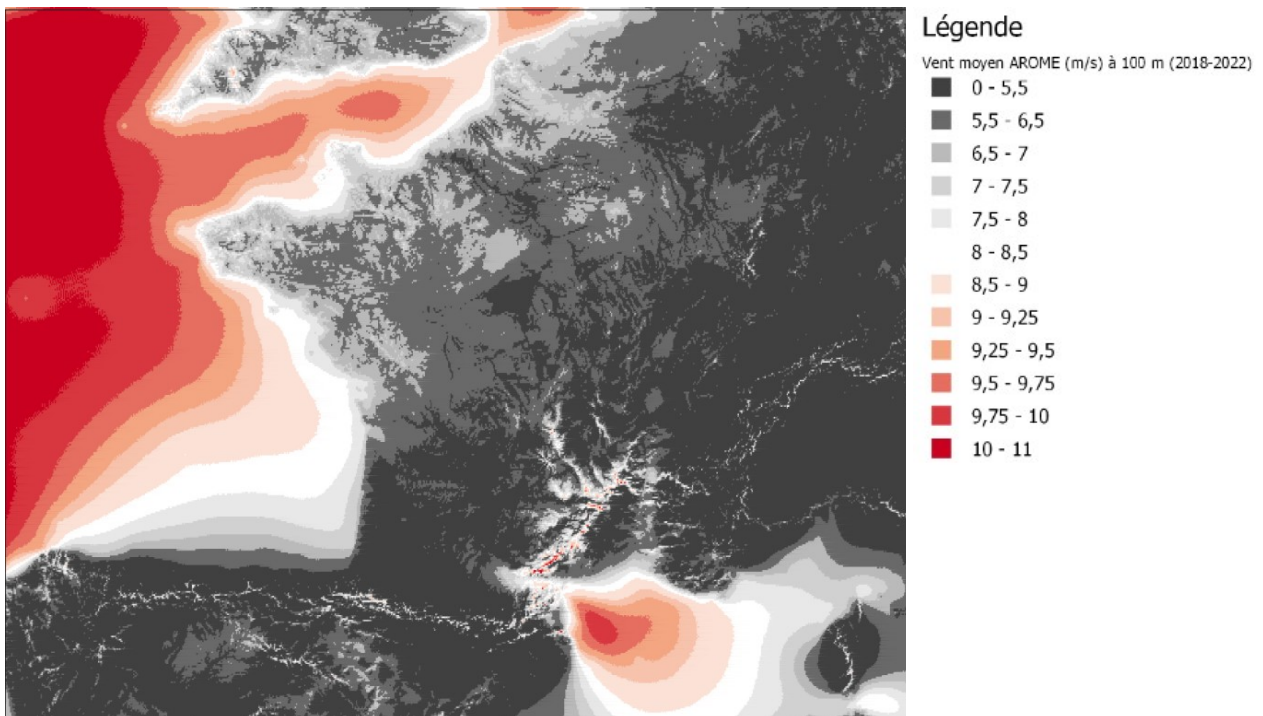 Légende
Vent moyen AROME (m/s) à 100 m (2018-2022)
0 - 5,5
5,5 - 6,5
6,5 - 7
7 - 7,5
7,5 - 8
8 - 8,5
8,5 - 9
9 - 9,25
9,25 - 9,5
9,5 - 9,75
9,75 - 10
10 - 11